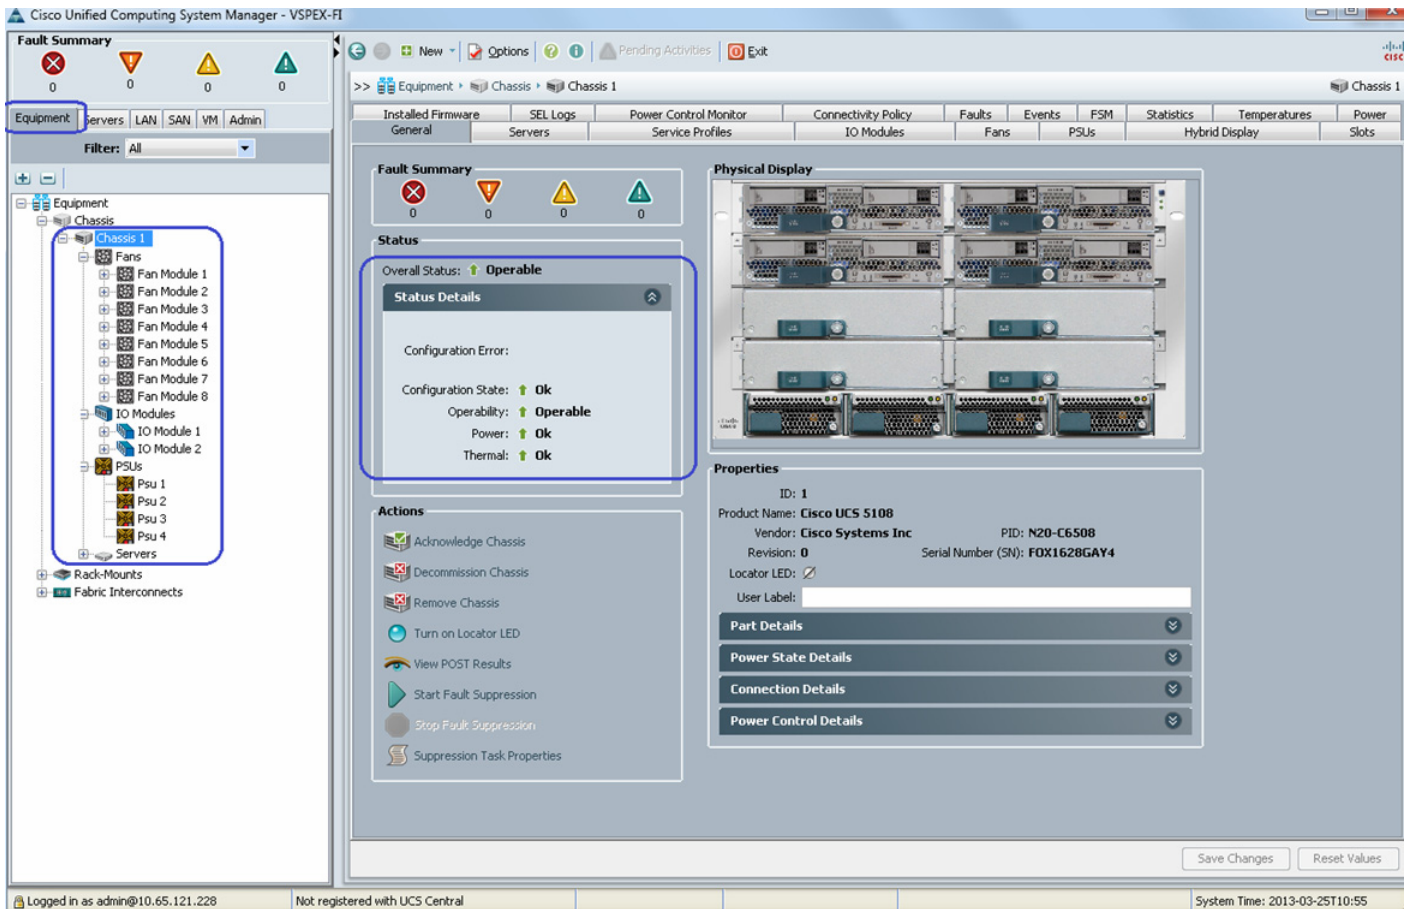 Cisco Unified Computing System Manager - VSPEX-FI
Fault Summary
0 0 0 0
Equipment Servers LAN SAN VM Admin
Filter: All
Equipment
Chassis
Chassis 1
Fans
Fan Module 1
Fan Module 2
Fan Module 3
Fan Module 4
Fan Module 5
Fan Module 6
Fan Module 7
Fan Module 8
IO Modules
IO Module 1
IO Module 2
PSUs
Psu 1
Psu 2
Psu 3
Psu 4
Servers
Rack-Mounts
Fabric Interconnects
New Options Pending Activities Exit
>> Equipment Chassis Chassis 1 Chassis 1
Installed Firmware SEL Logs Power Control Monitor Connectivity Policy Faults Events FSM Statistics Temperatures Power
General Servers Service Profiles IO Modules Fans PSUs Hybrid Display Slots
Fault Summary
0 0 0 0
Status
Overall Status: Operable
Status Details
Configuration Error:
Configuration State: Ok
Operability: Operable
Power: Ok
Thermal: Ok
Actions
Acknowledge Chassis
Decommission Chassis
Remove Chassis
Turn on Locator LED
View POST Results
Start Fault Suppression
Stop Fault Suppression
Suppression Task Properties
Physical Display
Properties
ID: 1
Product Name: Cisco UCS 5108
Vendor: Cisco Systems Inc PID: N20-C6508
Revision: 0 Serial Number (SN): FOX1628GAY4
Locator LED:
User Label:
Part Details
Power State Details
Connection Details
Power Control Details
Save Changes Reset Values
Logged in as admin@10.65.121.228 Not registered with UCS Central System Time: 2013-03-25T10:55